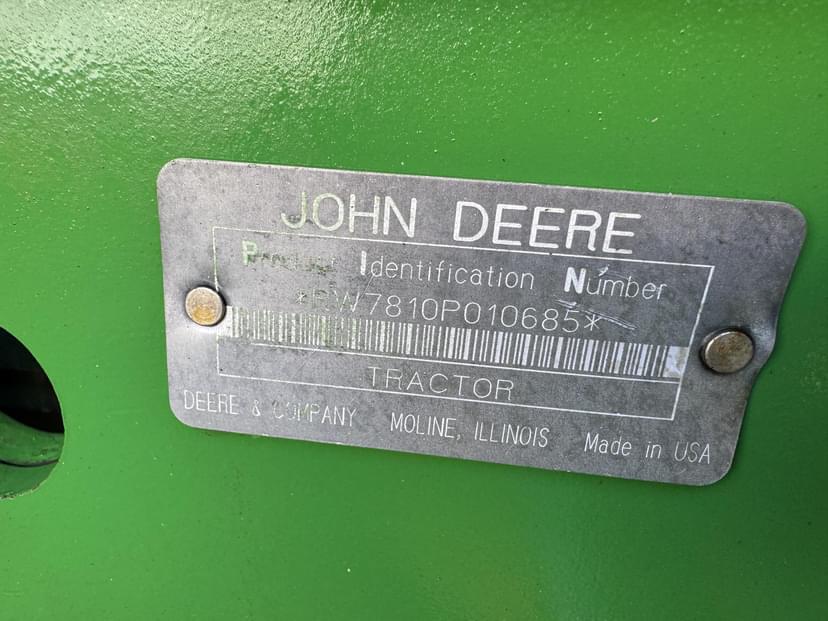 JOHN DEERE
Product Identification Number
*RW7810P010685*
TRACTOR
DEERE & COMPANY MOLINE, ILLINOIS Made in USA